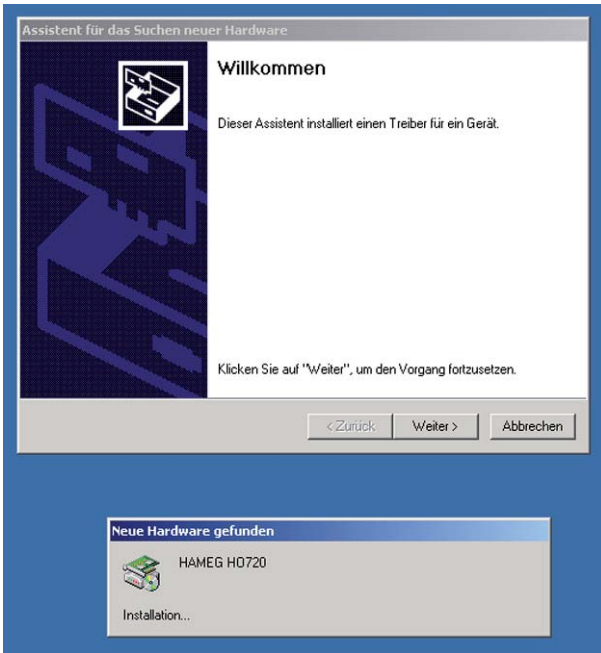 Assistent für das Suchen neuer Hardware
Willkommen
Dieser Assistent installiert einen Treiber für ein Gerät.
Klicken Sie auf "Weiter", um den Vorgang fortzusetzen.
< Zurück Weiter > Abbrechen
Neue Hardware gefunden
HAMEG HO720
Installation...